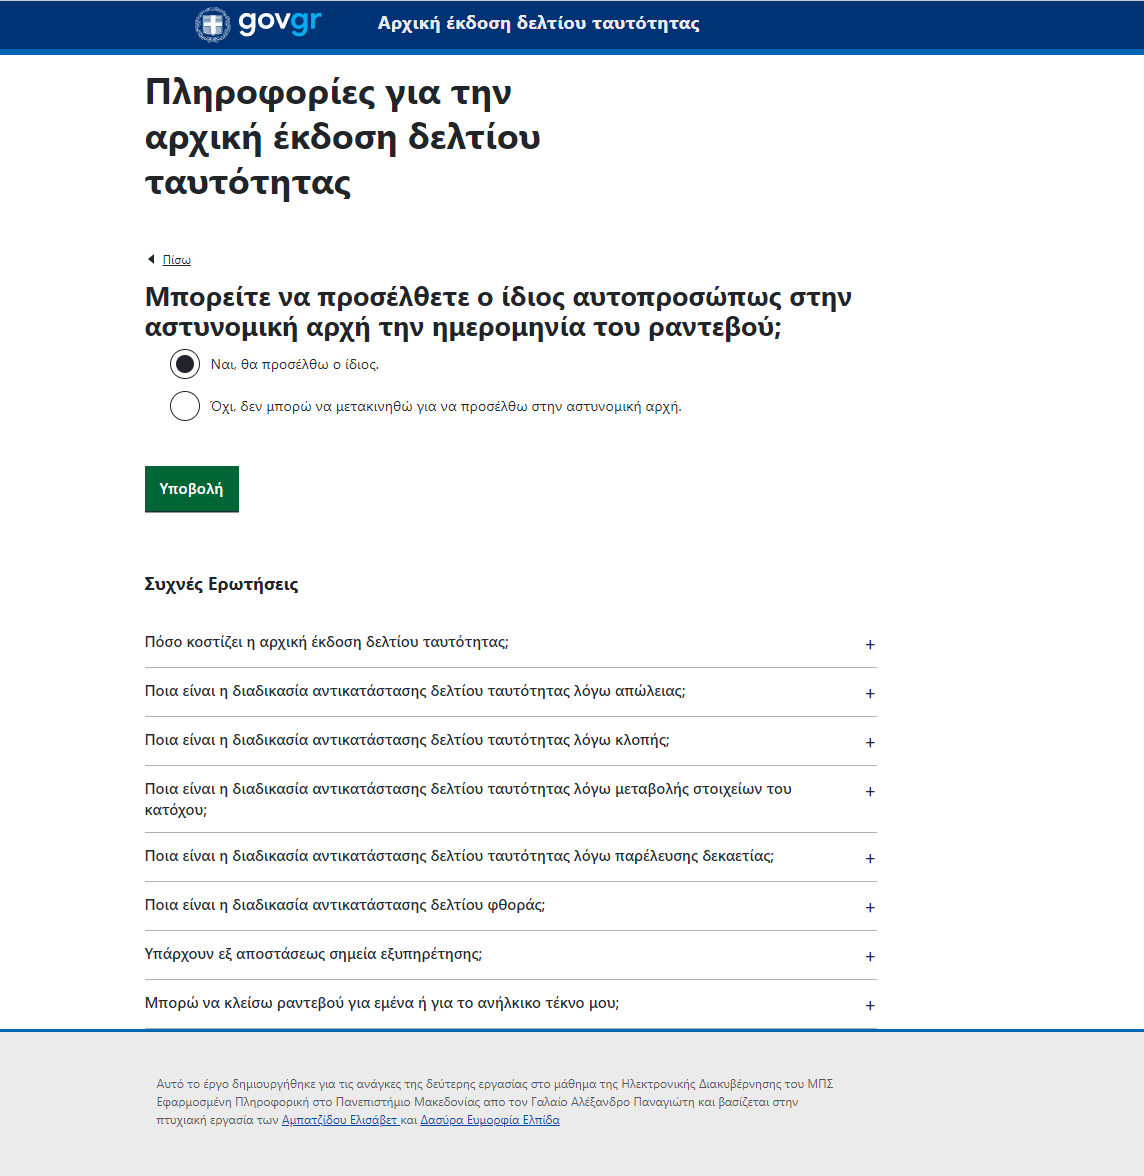 govgr
Αρχική έκδοση δελτίου ταυτότητας
Πληροφορίες για την
αρχική έκδοση δελτίου
ταυτότητας
Πίσω
Μπορείτε να προσέλθετε ο ίδιος αυτοπροσώπως στην
αστυνομική αρχή την ημερομηνία του ραντεβού;
Ναι, θα προσέλθω ο ίδιος.
Όχι, δεν μπορώ να μετακινηθώ για να προσέλθω στην αστυνομική αρχή.
Υποβολή
Συχνές Ερωτήσεις
Πόσο κοστίζει η αρχική έκδοση δελτίου ταυτότητας; +
Ποια είναι η διαδικασία αντικατάστασης δελτίου ταυτότητας λόγω απώλειας; +
Ποια είναι η διαδικασία αντικατάστασης δελτίου ταυτότητας λόγω κλοπής; +
Ποια είναι η διαδικασία αντικατάστασης δελτίου ταυτότητας λόγω μεταβολής στοιχείων του +
κατόχου;
Ποια είναι η διαδικασία αντικατάστασης δελτίου ταυτότητας λόγω παρέλευσης δεκαετίας; +
Ποια είναι η διαδικασία αντικατάστασης δελτίου φθοράς; +
Υπάρχουν εξ αποστάσεως σημεία εξυπηρέτησης; +
Μπορώ να κλείσω ραντεβού για εμένα ή για το ανήλικο τέκνο μου; +
Αυτό το έργο δημιουργήθηκε για τις ανάγκες της δεύτερης εργασίας στο μάθημα της Ηλεκτρονικής Διακυβέρνησης του ΜΠΣ
Εφαρμοσμένη Πληροφορική στο Πανεπιστήμιο Μακεδονίας απο τον Γαλαίο Αλέξανδρο Παναγιώτη και βασίζεται στην
πτυχιακή εργασία των Αμπατζίδου Ελισάβετ και Δασύρα Ευμορφία Ελπίδα